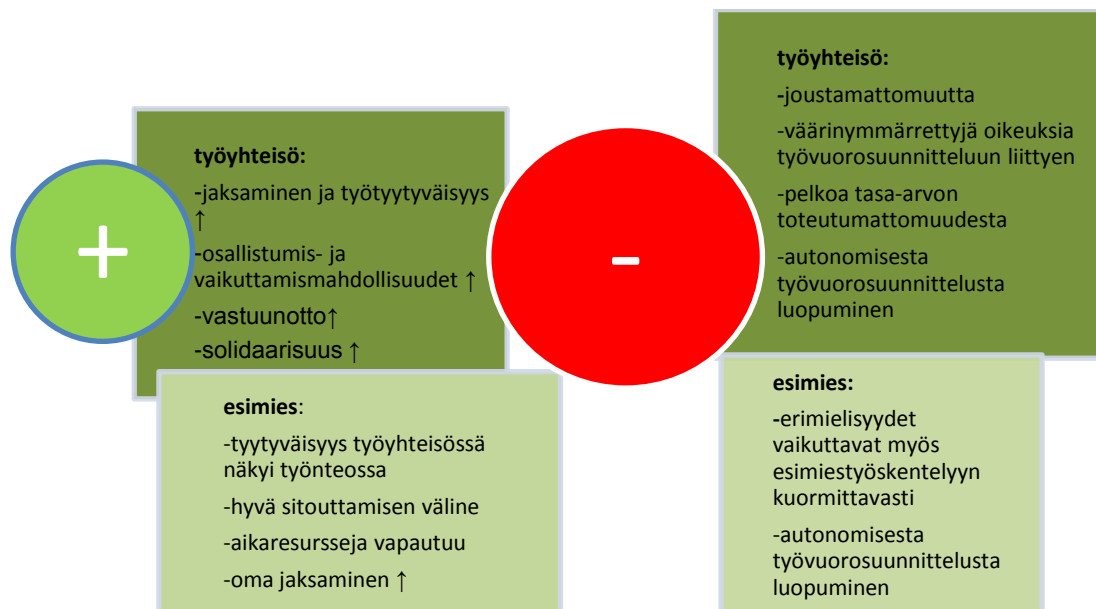 +
työyhteisö:
-jaksaminen ja työtyytyväisyys
↑
-osallistumis- ja
vaikuttamismahdollisuudet ↑
-vastuunotto↑
-solidaarisuus ↑
esimies:
-tyytyväisyys työyhteisössä
näkyi työnteossa
-hyvä sitouttamisen väline
-aikaresursseja vapautuu
-oma jaksaminen ↑
-
työyhteisö:
-joustamattomuutta
-väärinymmärrettyjä oikeuksia
työvuorosuunnitteluun liittyen
-pelkoa tasa-arvon
toteutumattomuudesta
-autonomisesta
työvuorosuunnittelusta
luopuminen
esimies:
-erimielisyydet
vaikuttavat myös
esimiestyöskentelyyn
kuormittavasti
-autonomisesta
työvuorosuunnittelusta
luopuminen